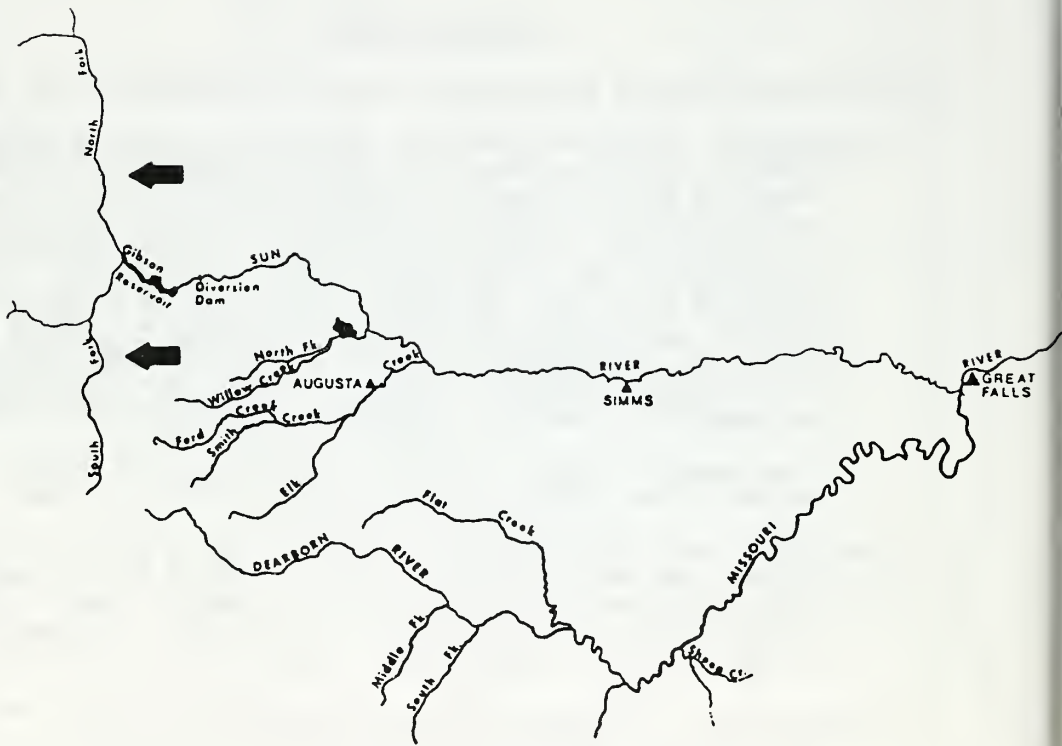 North Fork
Gibson
Reservoir
SUN
Diversion
Dam
North Fk
Willow Creek
AUGUSTA
Creek
RIVER
SIMMS
RIVER
GREAT
FALLS
Ford Creek
Smith Creek
South Fork
Elk
Flat Creek
DEARBORN RIVER
MISSOURI
Middle Fk
South Fk
Sheep Cr.